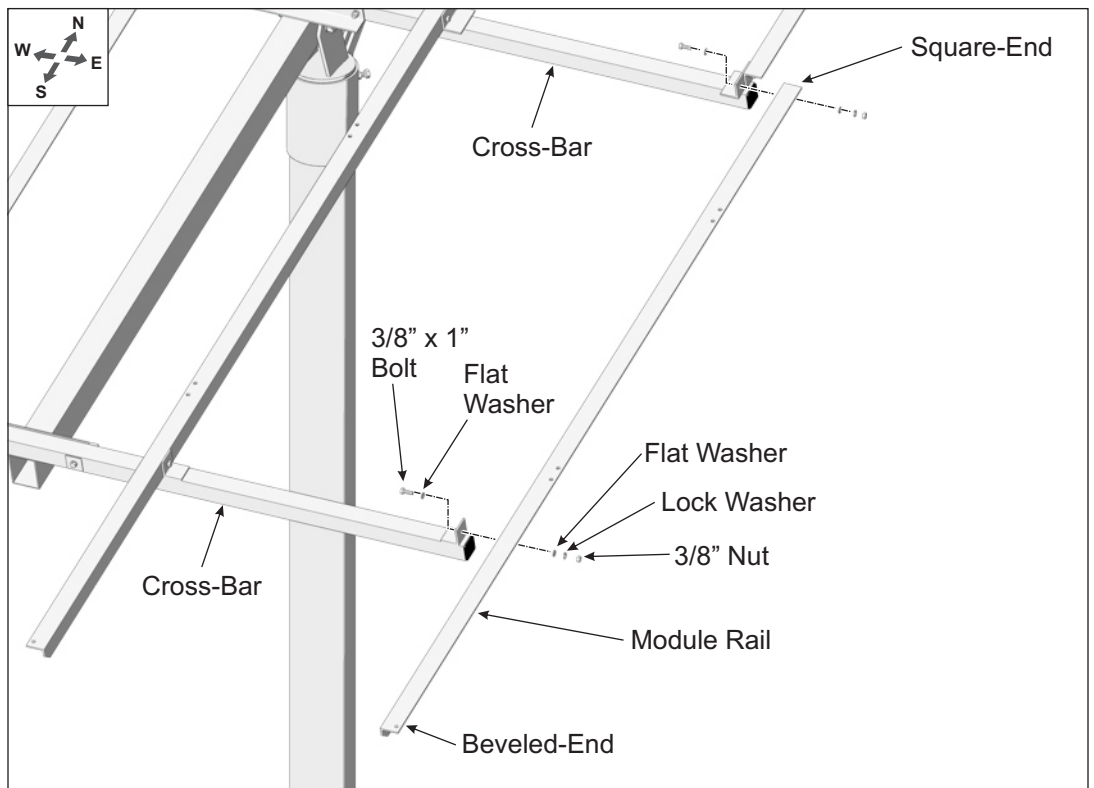 N
W
E
S
Square-End
Cross-Bar
3/8” x 1”
Bolt
Flat
Washer
Flat Washer
Lock Washer
3/8” Nut
Cross-Bar
Module Rail
Beveled-End